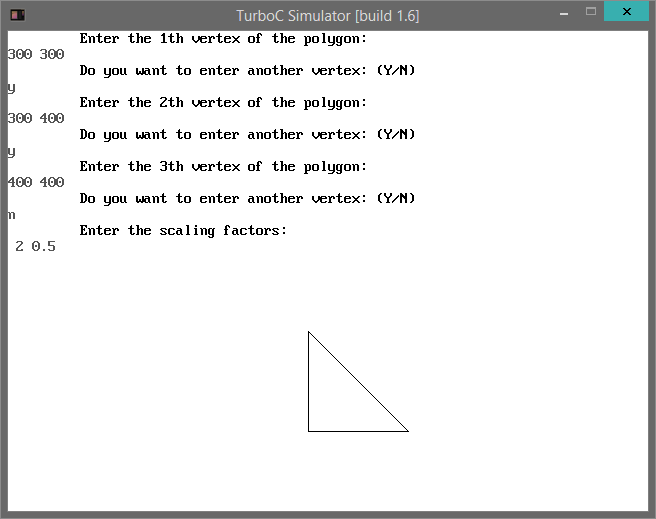 TurboC Simulator [build 1.6]
Enter the 1th vertex of the polygon:
300 300
Do you want to enter another vertex: (Y/N)
y
Enter the 2th vertex of the polygon:
300 400
Do you want to enter another vertex: (Y/N)
y
Enter the 3th vertex of the polygon:
400 400
Do you want to enter another vertex: (Y/N)
n
Enter the scaling factors:
2 0.5